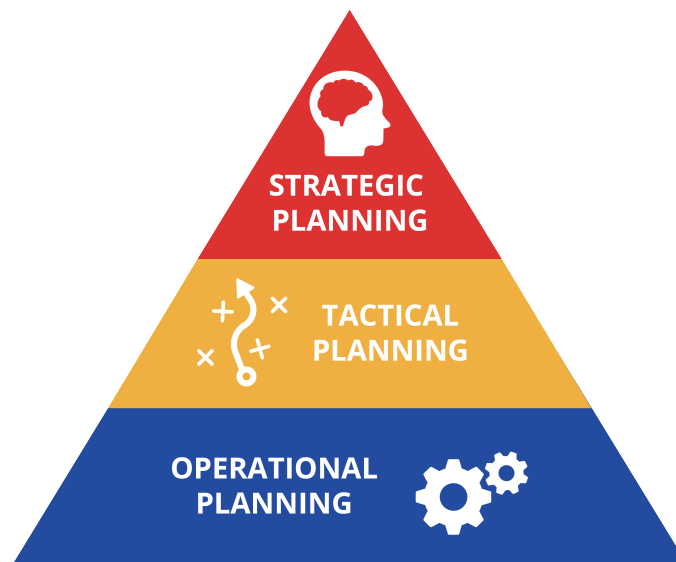 STRATEGIC
PLANNING
TACTICAL
PLANNING
OPERATIONAL
PLANNING